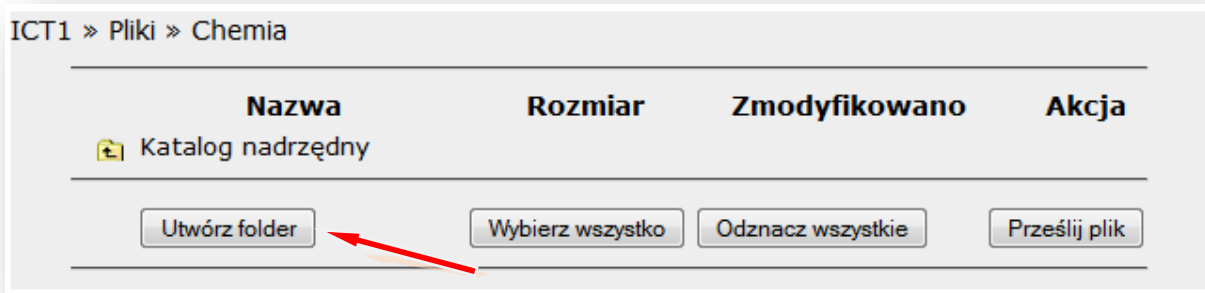 ICT1 » Pliki » Chemia
Nazwa Rozmiar Zmodyfikowano Akcja
Katalog nadrzędny
Utwórz folder Wybierz wszystko Odznacz wszystkie Prześlij plik